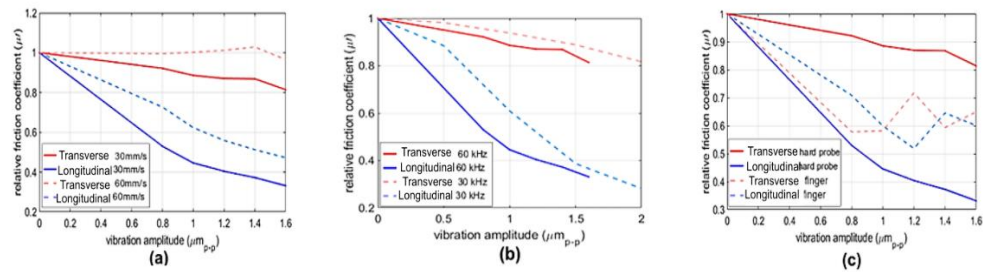 relative friction coefficient (μr)
1.2
1
0.8
0.6
0.4
0.2
Transverse 30mm/s
Longitudinal 30mm/s
Transverse 60mm/s
Longitudinal 60mm/s
0 0.2 0.4 0.6 0.8 1.0 1.2 1.4 1.6
vibration amplitude (μm p-p)
(a)
relative friction coefficient (μr)
1
0.8
0.6
0.4
0.2
Transverse 60 kHz
Longitudinal 60 kHz
Transverse 30 kHz
Longitudinal 30 kHz
0 0.5 1 1.5 2
vibration amplitude (μm p-p)
(b)
relative friction coefficient (μr)
1
0.9
0.8
0.7
0.6
0.5
0.4
0.3
Transverse hard probe
Longitudinal hard probe
Transverse finger
Longitudinal finger
0 0.2 0.4 0.6 0.8 1.0 1.2 1.4 1.6
vibration amplitude (μm p-p)
(c)